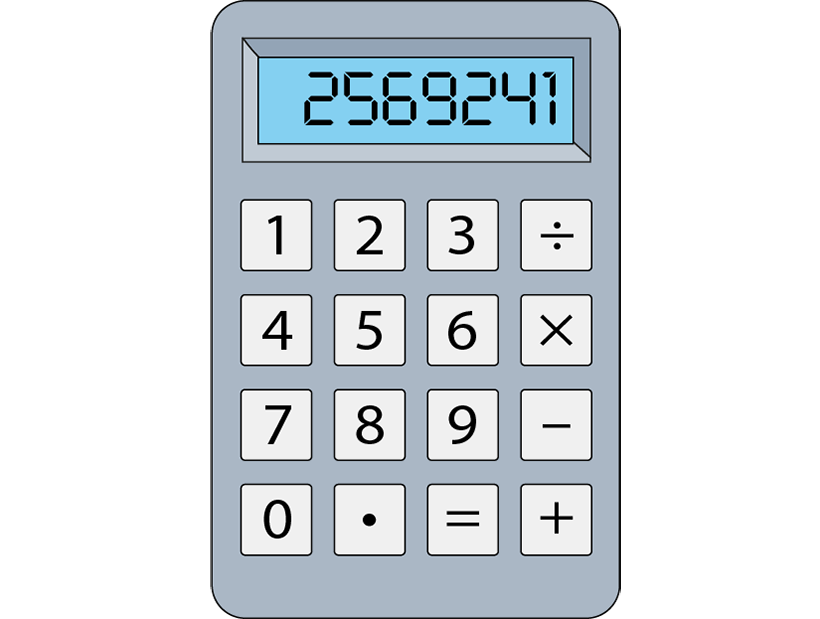 2569241
1 2 3 ÷
4 5 6 ×
7 8 9 −
0 • = +